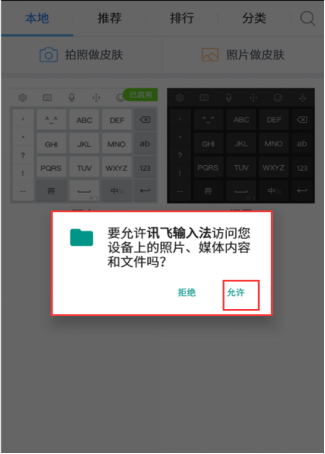 本地 推荐 排行 分类
拍照做皮肤 照片做皮肤
已启用
^_^ ABC DEF
GHI JKL MNO ab
PQRS TUV WXYZ 123
符 中
^_^ ABC DEF
GHI JKL MNO ab
PQRS TUV WXYZ 123
符 中
要允许讯飞输入法访问您
设备上的照片、媒体内容
和文件吗？
拒绝 允许